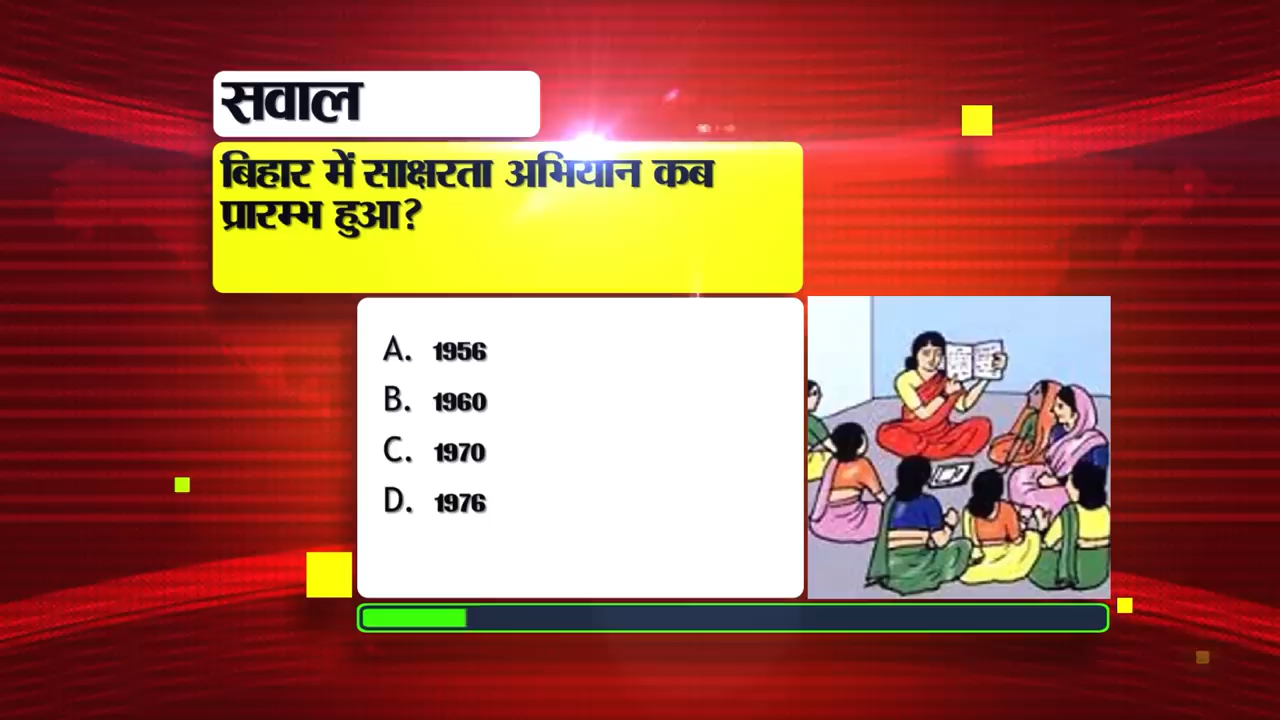 सवाल
बिहार में साक्षरता अभियान कब
प्रारम्भ हुआ?
A. 1956
B. 1960
C. 1970
D. 1976